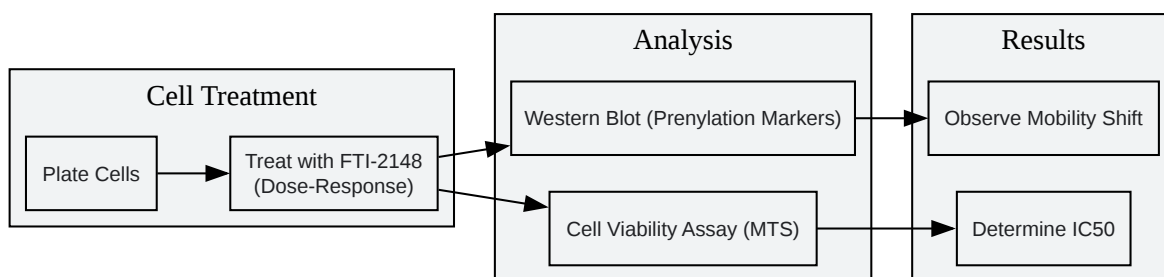 Cell Treatment
Plate Cells
Treat with FTI-2148
(Dose-Response)
Analysis
Western Blot (Prenylation Markers)
Cell Viability Assay (MTS)
Results
Observe Mobility Shift
Determine IC50